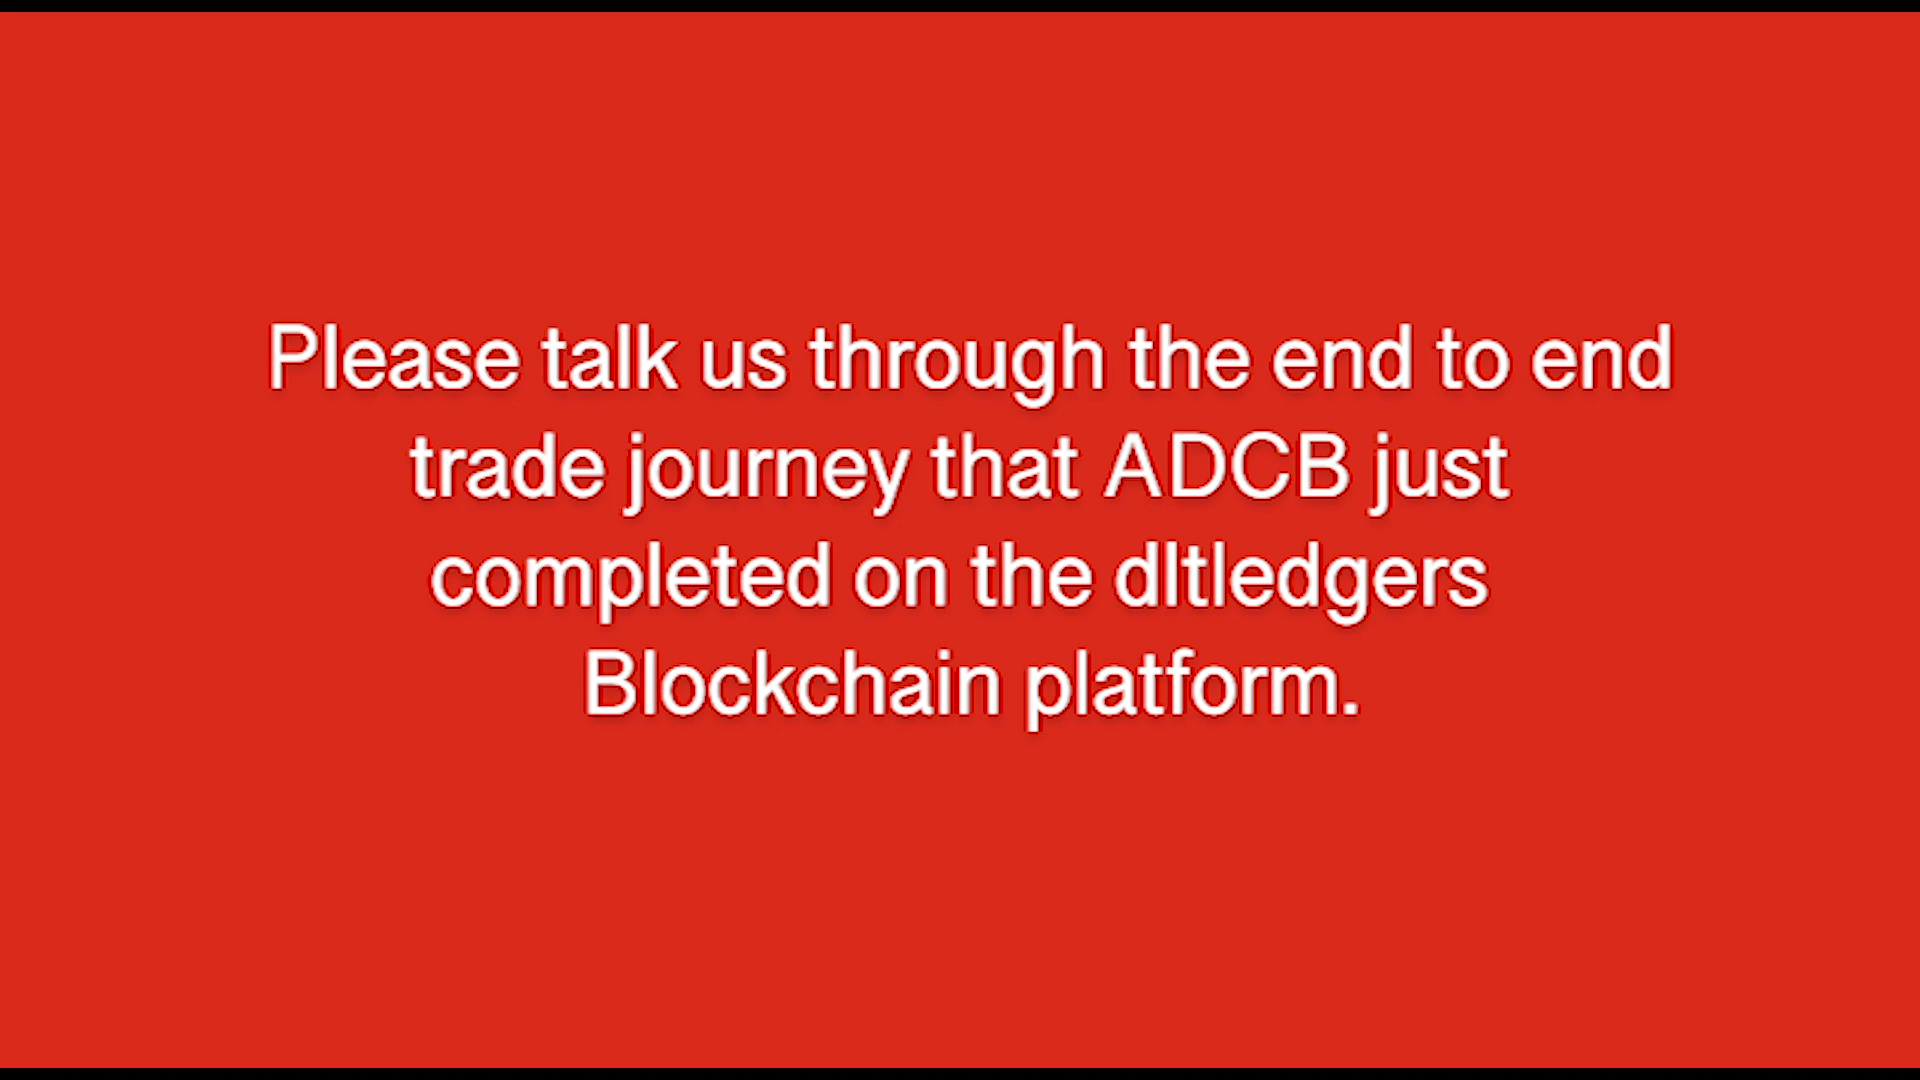 Please talk us through the end to end
trade journey that ADCB just
completed on the dltledgers
Blockchain platform.